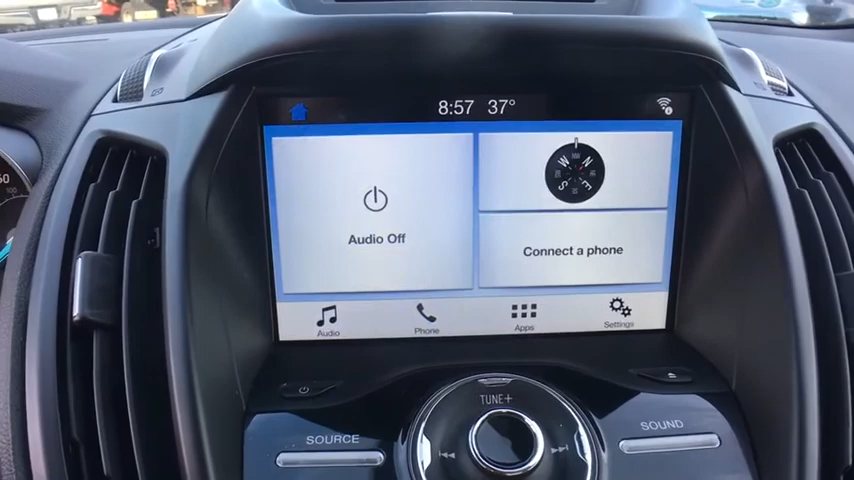 8:57 37°
Audio Off
W N
S E
Connect a phone
Audio Phone Apps Settings
TUNE+
SOURCE
SOUND